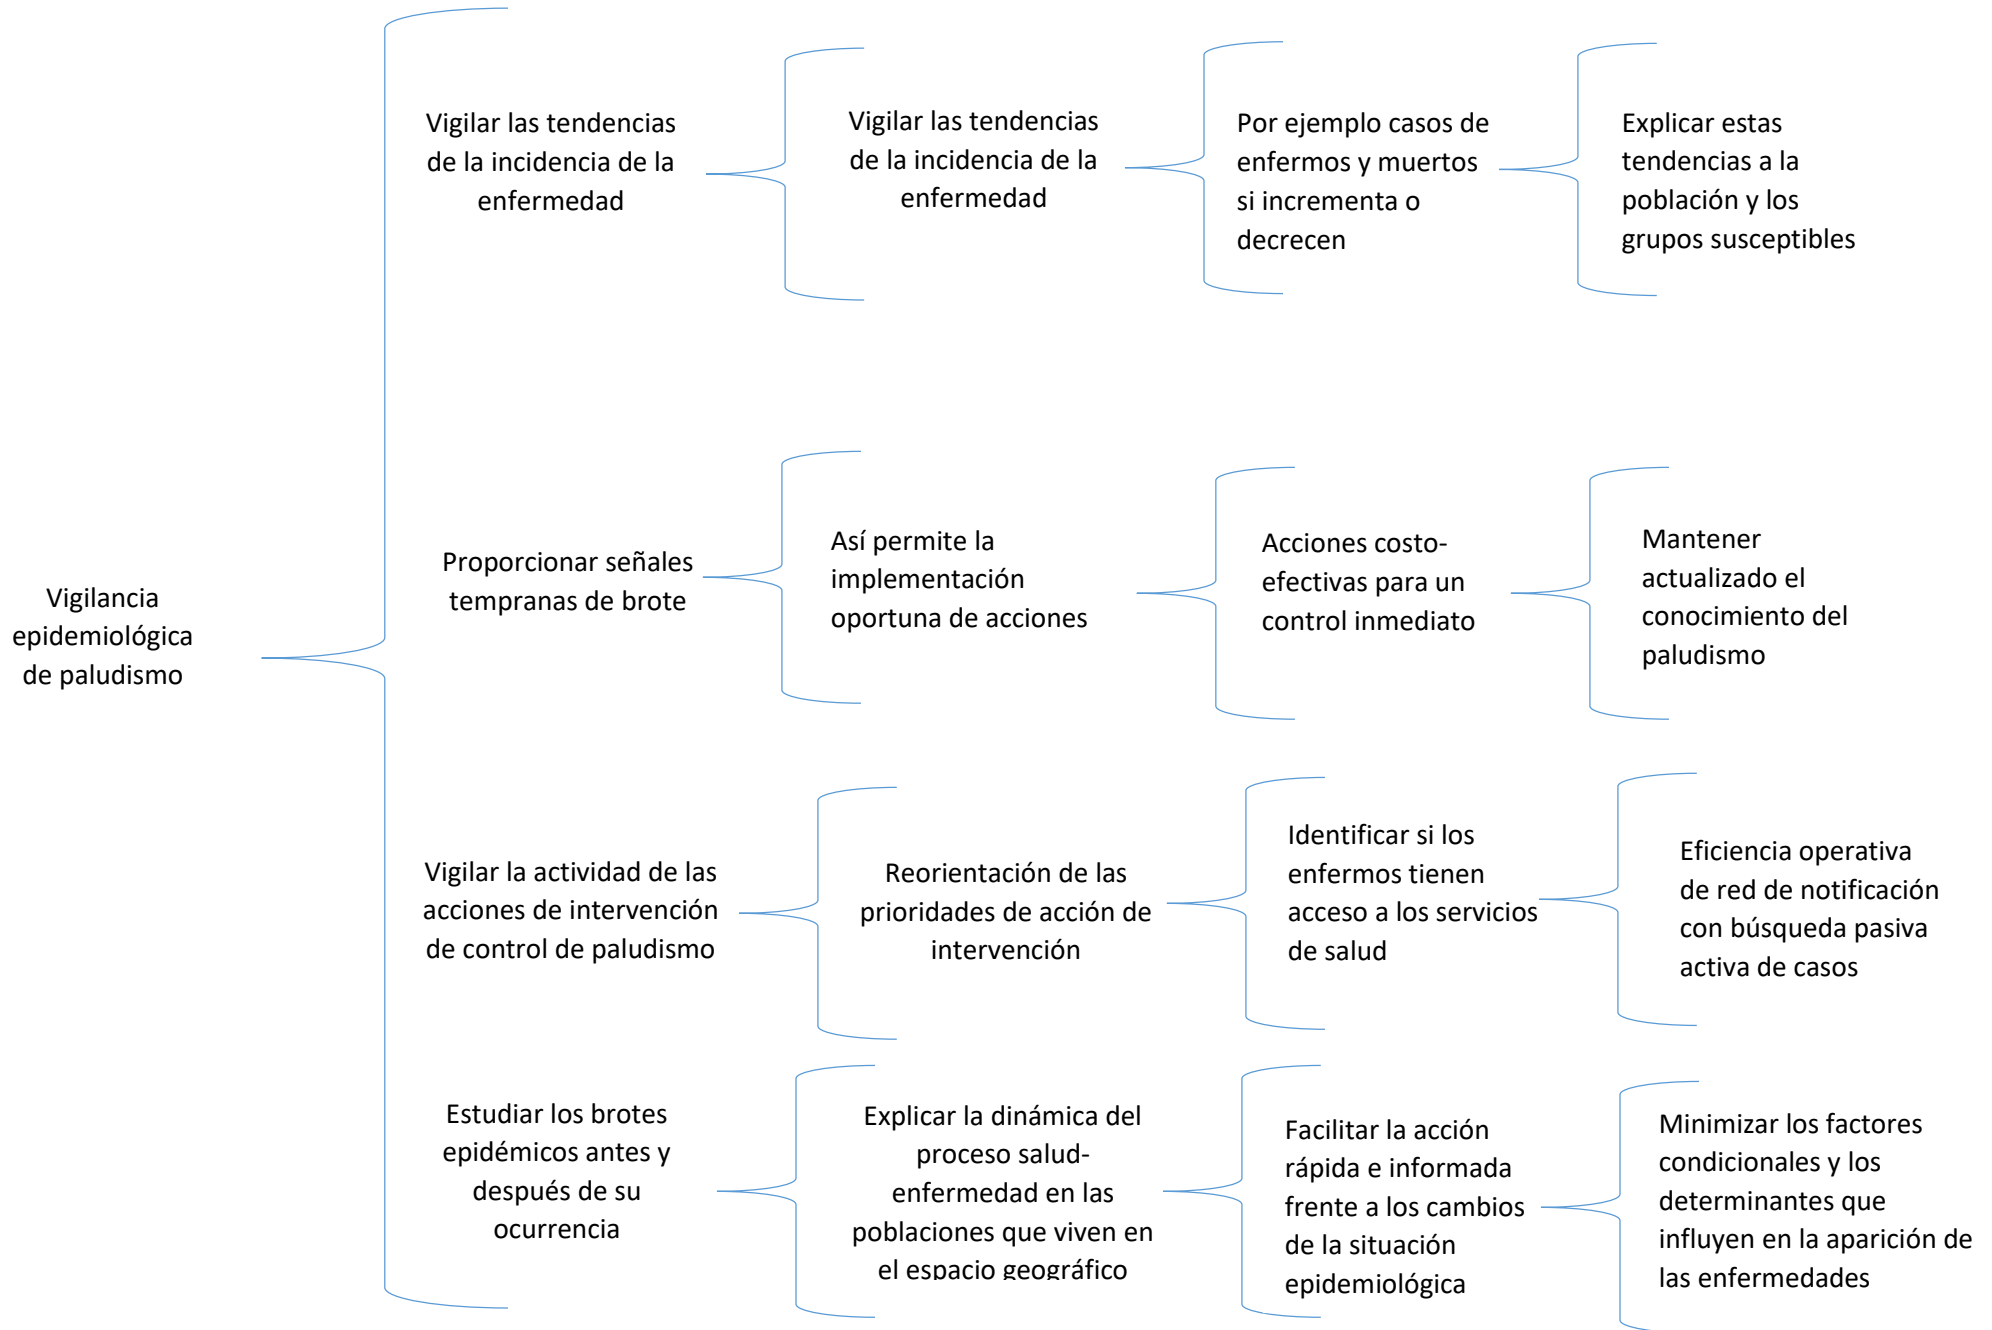 Vigilancia
epidemiológica
de paludismo
Vigilar las tendencias
de la incidencia de la
enfermedad
Vigilar las tendencias
de la incidencia de la
enfermedad
Por ejemplo casos de
enfermos y muertos
si incrementa o
decrecen
Explicar estas
tendencias a la
población y los
grupos susceptibles
Proporcionar señales
tempranas de brote
Así permite la
implementación
oportuna de acciones
Acciones costo-
efectivas para un
control inmediato
Mantener
actualizado el
conocimiento del
paludismo
Vigilar la actividad de las
acciones de intervención
de control de paludismo
Reorientación de las
prioridades de acción de
intervención
Identificar si los
enfermos tienen
acceso a los servicios
de salud
Eficiencia operativa
de red de notificación
con búsqueda pasiva
activa de casos
Estudiar los brotes
epidémicos antes y
después de su
ocurrencia
Explicar la dinámica del
proceso salud-
enfermedad en las
poblaciones que viven en
el espacio geográfico
Facilitar la acción
rápida e informada
frente a los cambios
de la situación
epidemiológica
Minimizar los factores
condicionales y los
determinantes que
influyen en la aparición de
las enfermedades